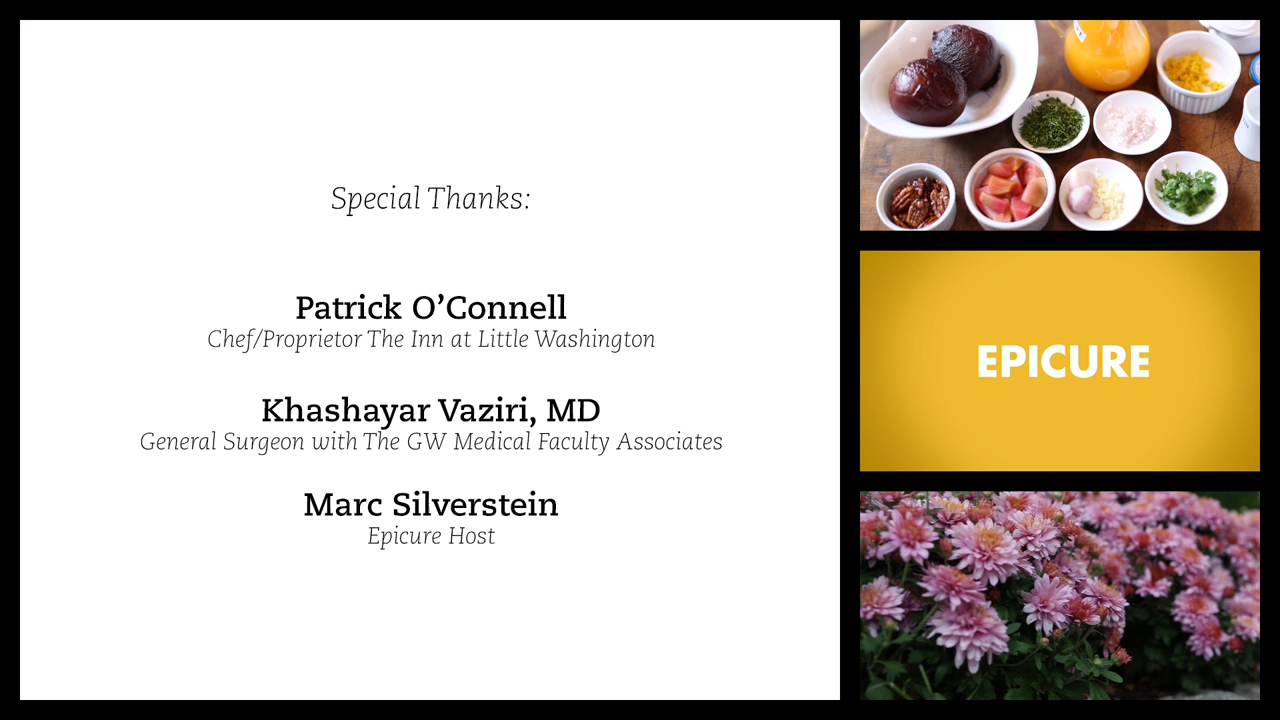 Special Thanks:
Patrick O’Connell
Chef/Proprietor The Inn at Little Washington
Khashayar Vaziri, MD
General Surgeon with The GW Medical Faculty Associates
Marc Silverstein
Epicure Host
EPICURE